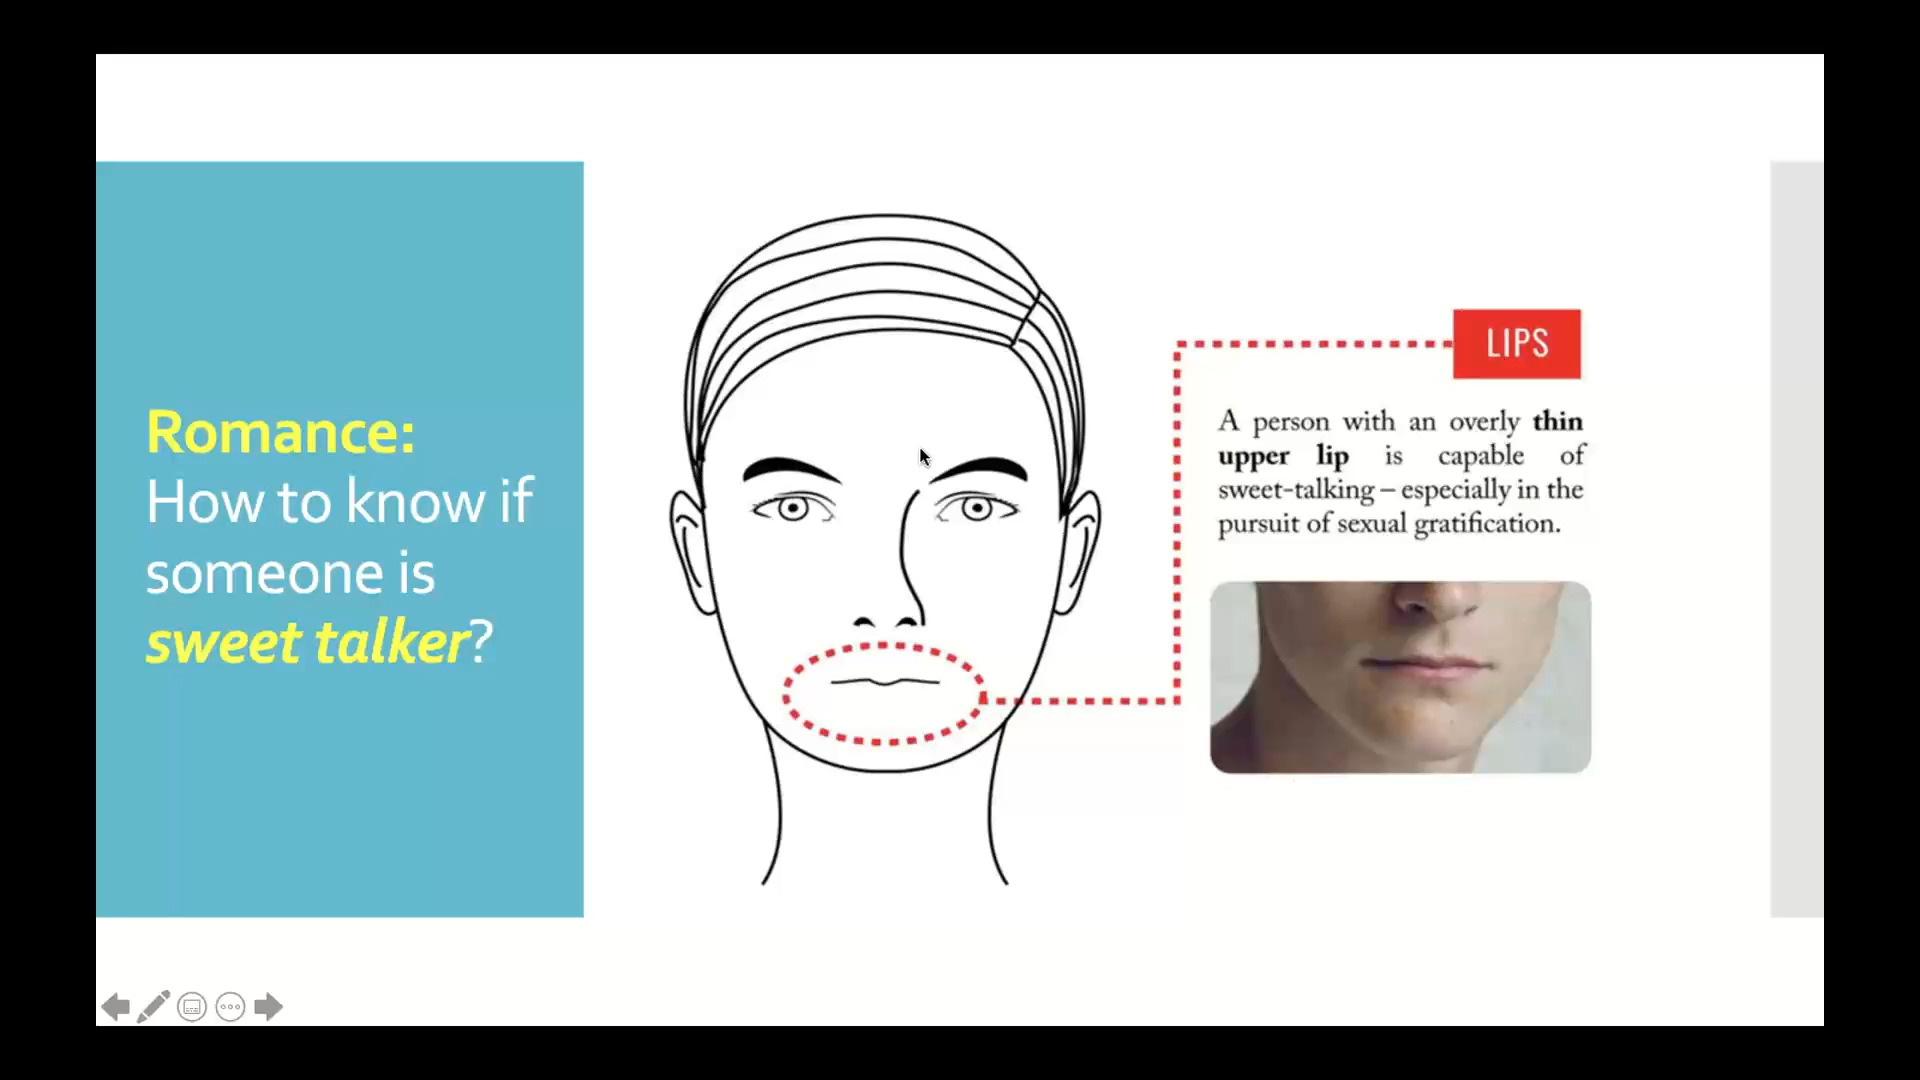 Romance:
How to know if
someone is
sweet talker?
LIPS
A person with an overly thin
upper lip is capable of
sweet-talking – especially in the
pursuit of sexual gratification.